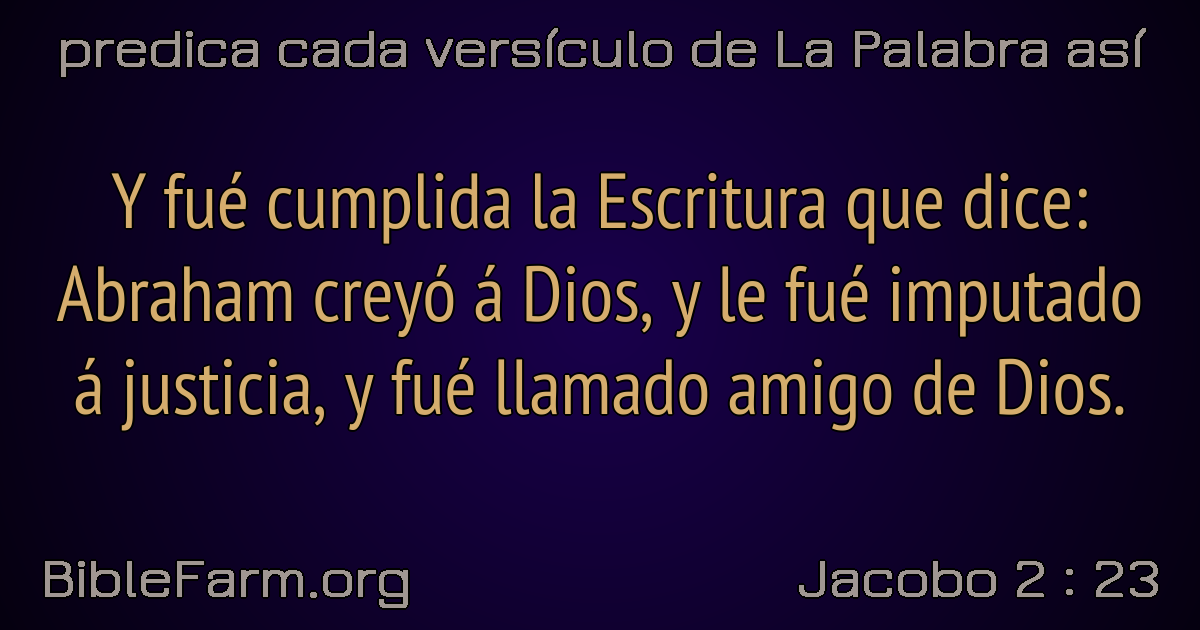 predica cada versículo de La Palabra así
Y fué cumplida la Escritura que dice:
Abraham creyó á Dios, y le fué imputado
á justicia, y fué llamado amigo de Dios.
BibleFarm.org
Jacobo 2 : 23